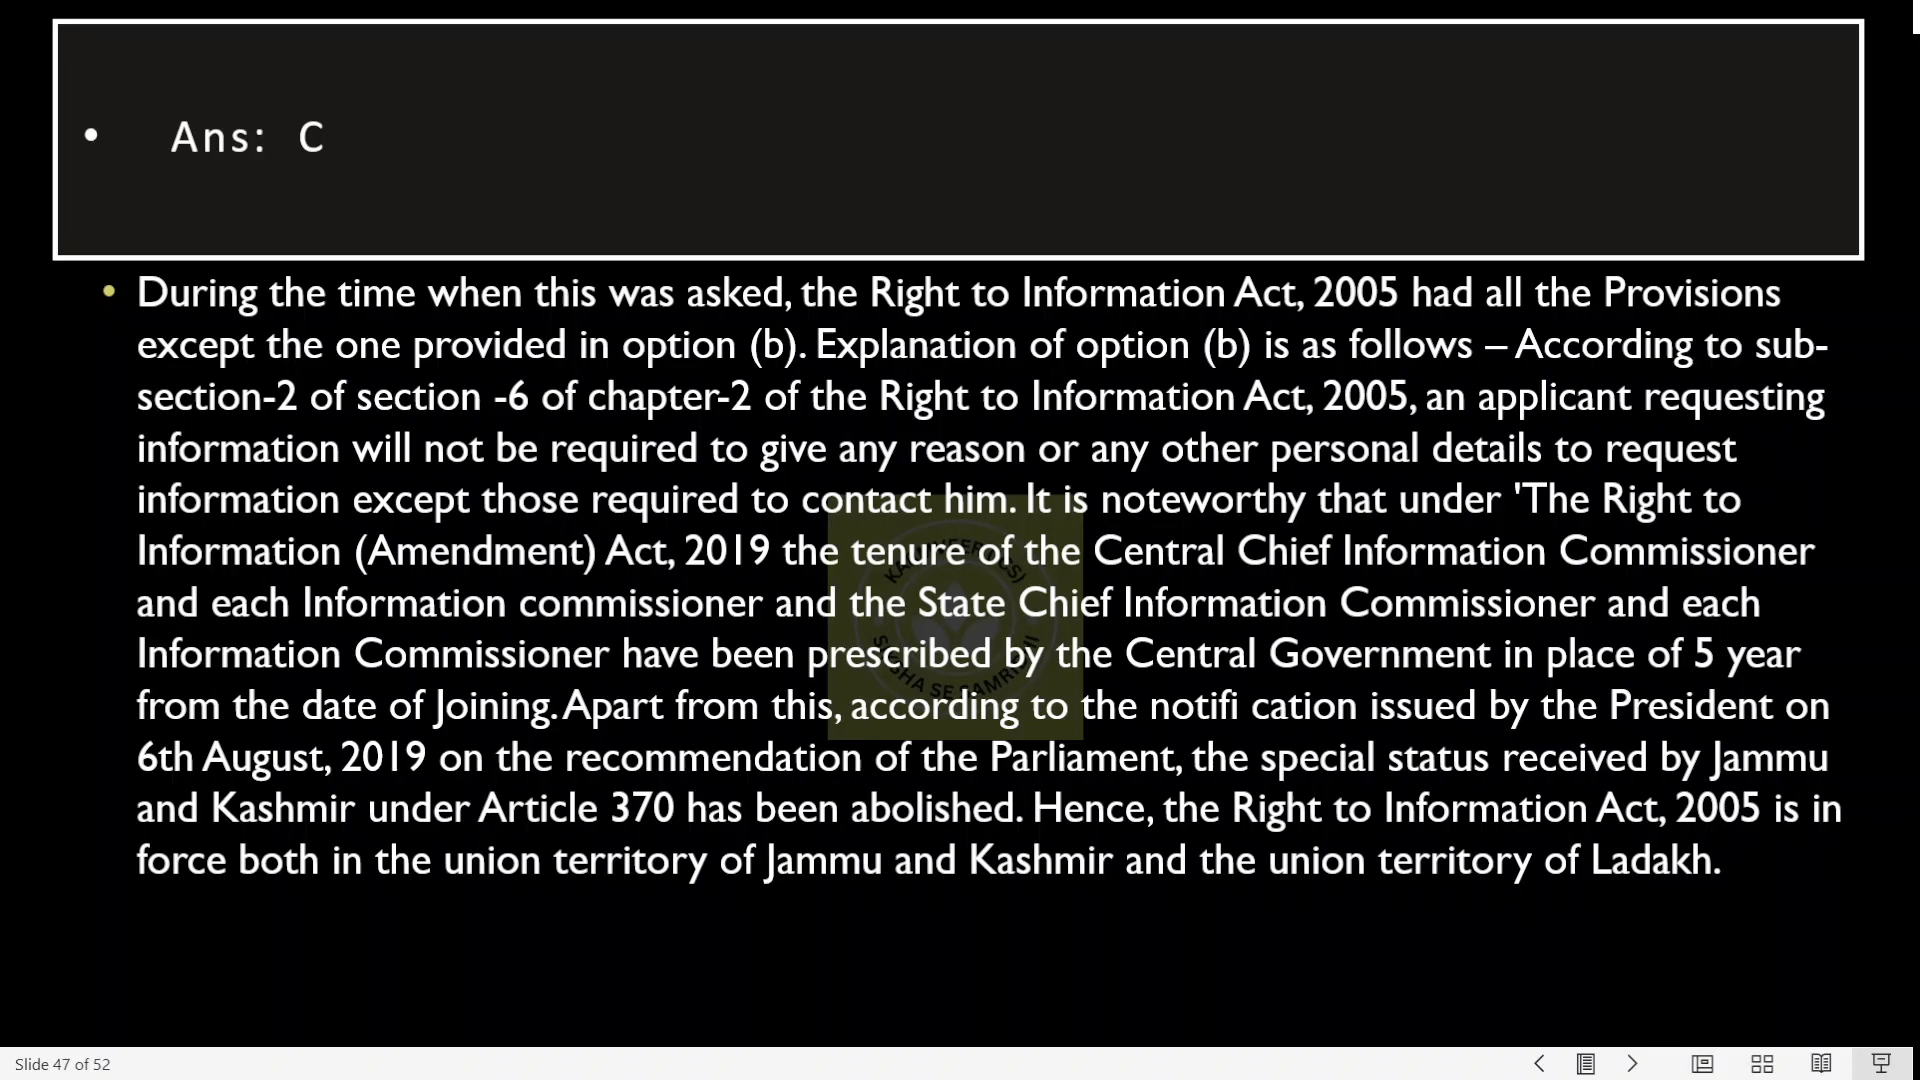 • Ans: C
• During the time when this was asked, the Right to Information Act, 2005 had all the Provisions
except the one provided in option (b). Explanation of option (b) is as follows – According to sub-
section-2 of section -6 of chapter-2 of the Right to Information Act, 2005, an applicant requesting
information will not be required to give any reason or any other personal details to request
information except those required to contact him. It is noteworthy that under 'The Right to
Information (Amendment) Act, 2019 the tenure of the Central Chief Information Commissioner
and each Information commissioner and the State Chief Information Commissioner and each
Information Commissioner have been prescribed by the Central Government in place of 5 year
from the date of Joining. Apart from this, according to the notifi cation issued by the President on
6th August, 2019 on the recommendation of the Parliament, the special status received by Jammu
and Kashmir under Article 370 has been abolished. Hence, the Right to Information Act, 2005 is in
force both in the union territory of Jammu and Kashmir and the union territory of Ladakh.
Slide 47 of 52